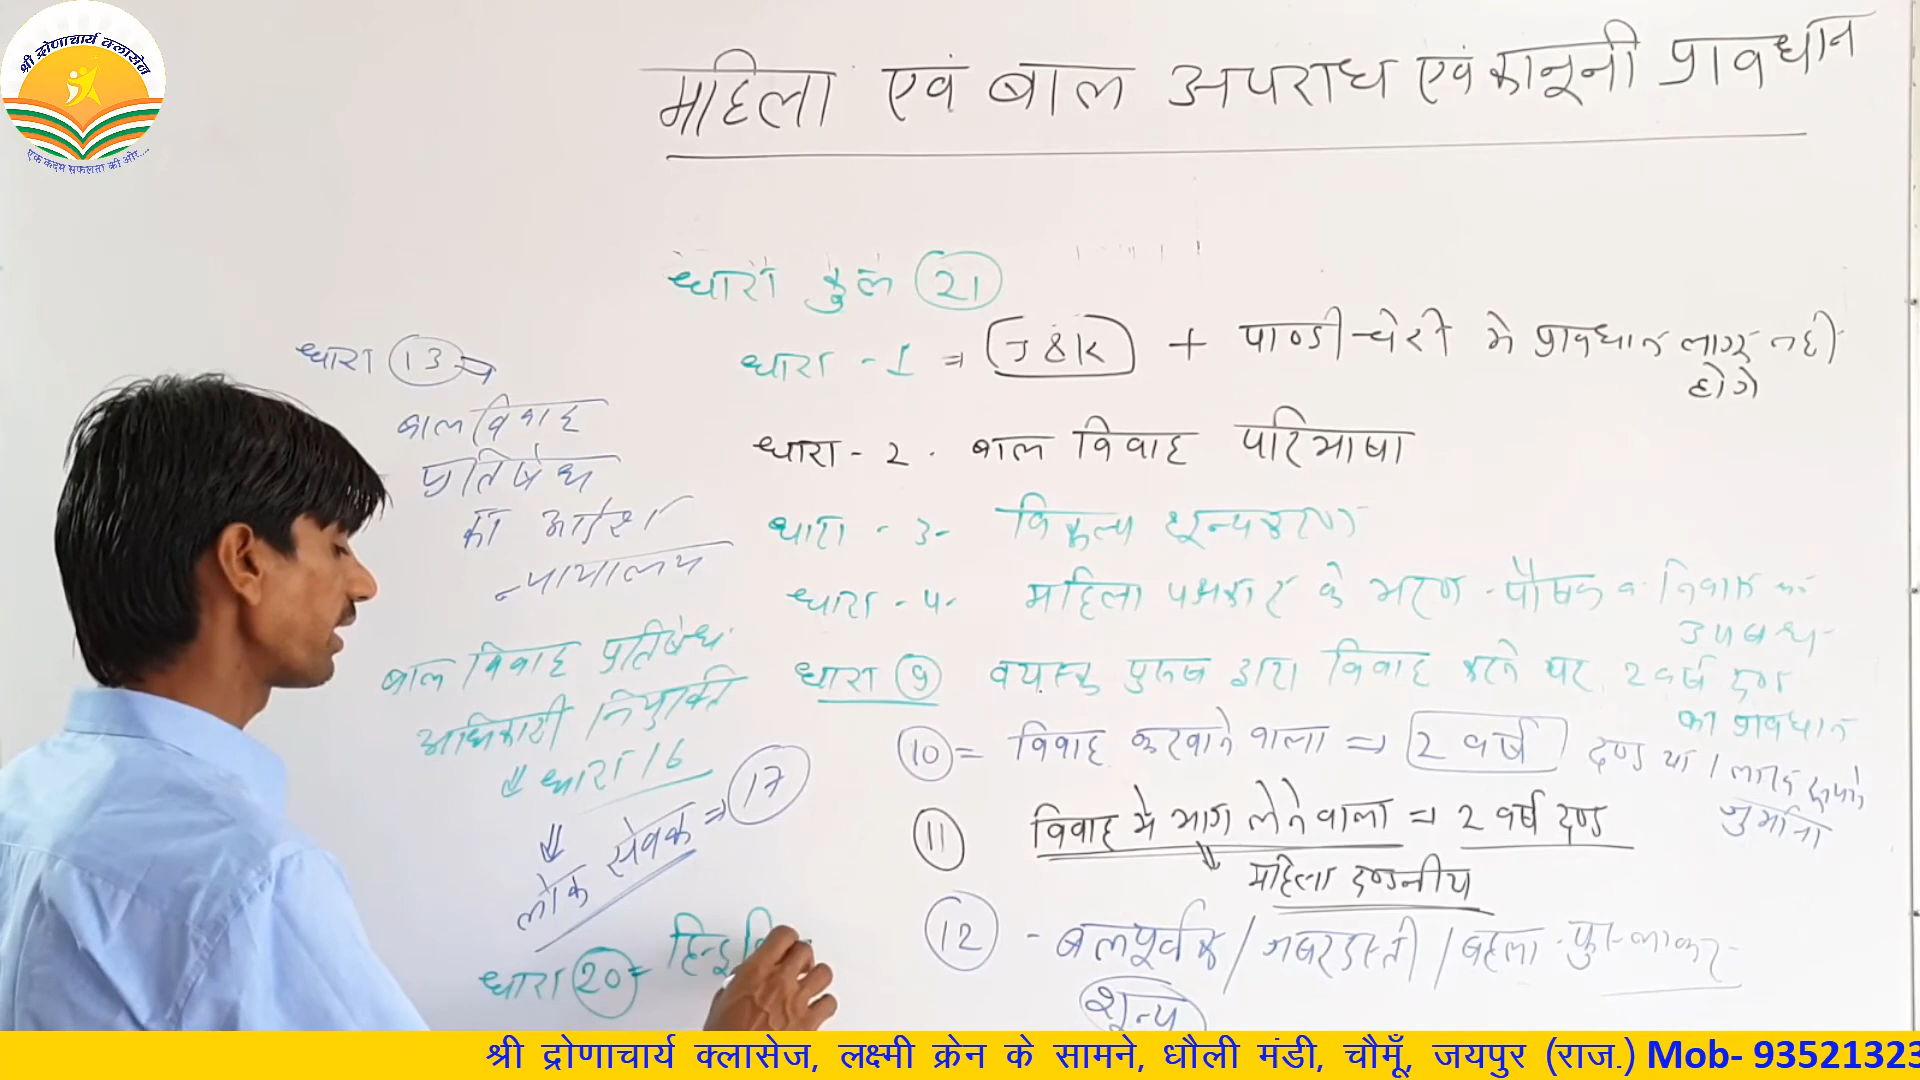 श्री द्रोणाचार्य क्लासेज
एक कदम सफलता की ओर....
महिला एवं बाल अपराध एवं कानूनी प्रावधान
धारा कुल 21
धारा - 1 ⇒ J&K + पाण्डीचेरी मे प्रावधान लागू नही
होगे
धारा - 2. बाल विवाह परिभाषा
धारा - 3- विकल्प शून्यकरण
धारा - 4- महिला पक्षकार के भरण-पौषक व निवास का
उपबन्ध
धारा 9 वयस्क पुरुष द्वारा विवाह करने पर 2 वर्ष दण्ड
का प्रावधान
10 = विवाह करवाने वाला ⇒ 2 वर्ष दण्ड या 1 लाख रूपये
जुर्माना
11 विवाह मे भाग लेने वाला ⇒ 2 वर्ष दण्ड
महिला दण्डनीय
12 - बलपूर्वक / जबरदस्ती / बहला-फुसलाकर
शून्य
धारा 13 ⇒
बाल विवाह
प्रतिषेध
का आदेश
न्यायालय
बाल विवाह प्रतिषेध
अधिकारी नियुक्ति
⇓ धारा 16
⇓
लोक सेवक ⇒ 17
धारा 20 = हिन्दू वि
श्री द्रोणाचार्य क्लासेज, लक्ष्मी क्रेन के सामने, धौली मंडी, चौमूँ, जयपुर (राज.) Mob- 93521323